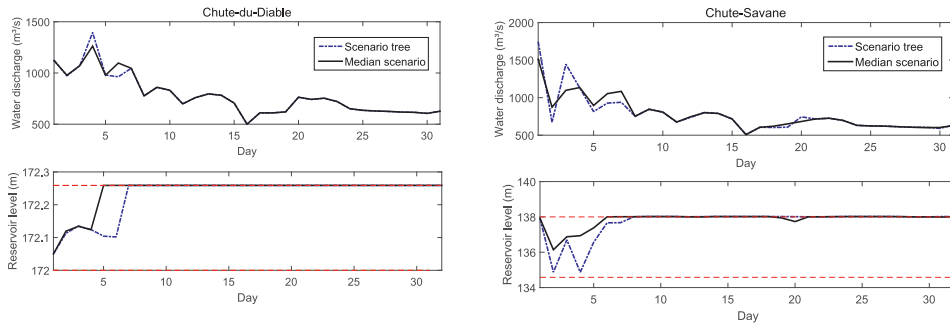 Chute-du-Diable
Water discharge (m³/s)
1500
1000
500
Scenario tree
Median scenario
5 10 15 20 25 30
Day
Reservoir level (m)
172,3
172,2
172,1
172
5 10 15 20 25 30
Day
Chute-Savane
Water discharge (m³/s)
2000
1500
1000
500
Scenario tree
Median scenario
5 10 15 20 25 30
Day
Reservoir level (m)
140
138
136
134
5 10 15 20 25 30
Day